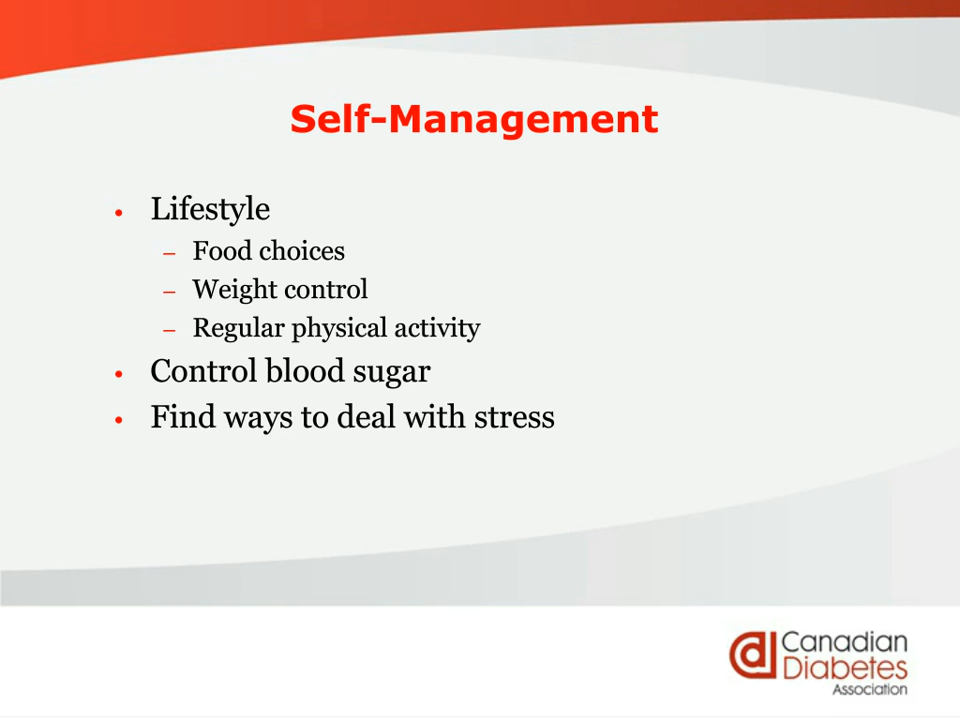 Self-Management
• Lifestyle
– Food choices
– Weight control
– Regular physical activity
• Control blood sugar
• Find ways to deal with stress
Canadian
Diabetes
Association